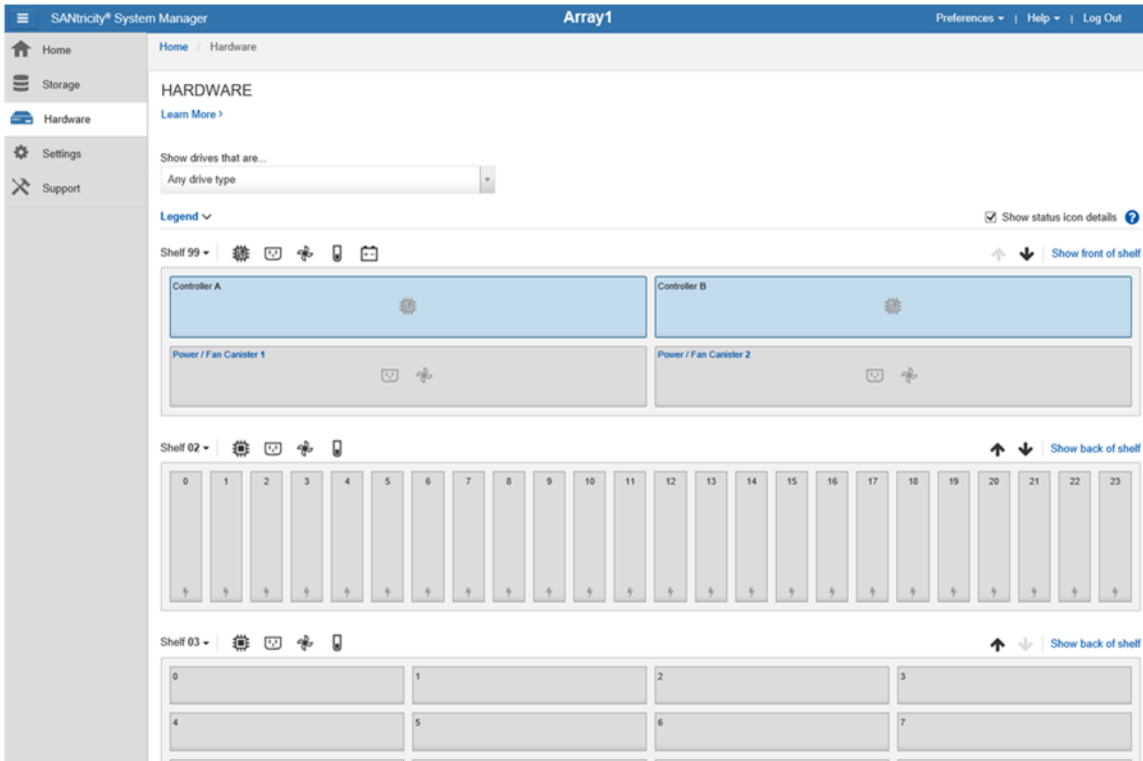 SANtricity® System Manager Array1 Preferences | Help | Log Out
Home
Storage
Hardware
Settings
Support
Home / Hardware
HARDWARE
Learn More >
Show drives that are...
Any drive type
Legend
Show status icon details ?
Shelf 99 Show front of shelf
Controller A Controller B
Power / Fan Canister 1 Power / Fan Canister 2
Shelf 02 Show back of shelf
0 1 2 3 4 5 6 7 8 9 10 11 12 13 14 15 16 17 18 19 20 21 22 23
Shelf 03 Show back of shelf
0 1 2 3
4 5 6 7